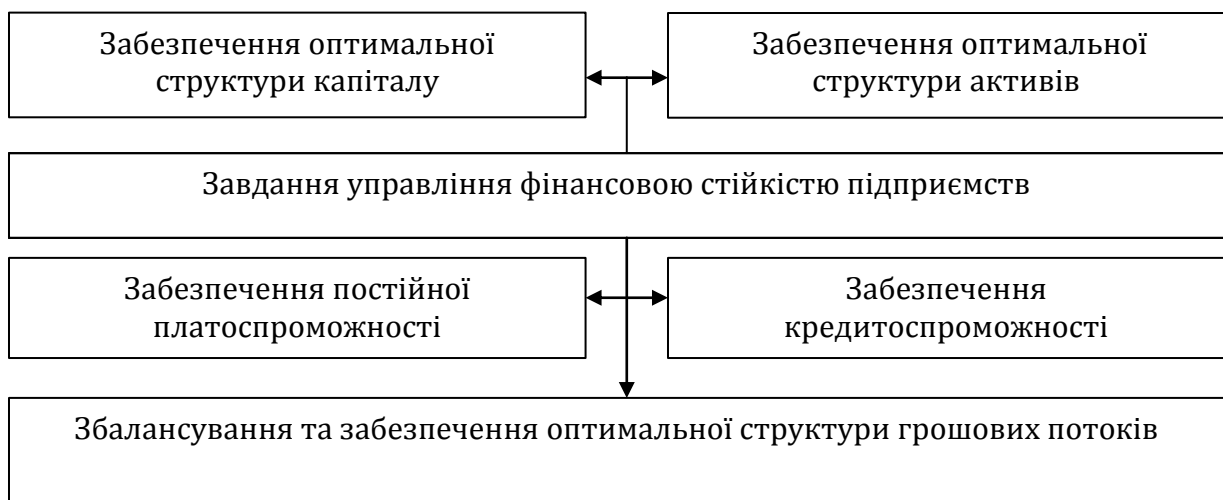 Забезпечення оптимальної
структури капіталу
Забезпечення оптимальної
структури активів
Завдання управління фінансовою стійкістю підприємств
Забезпечення постійної
платоспроможності
Забезпечення
кредитоспроможності
Збалансування та забезпечення оптимальної структури грошових потоків